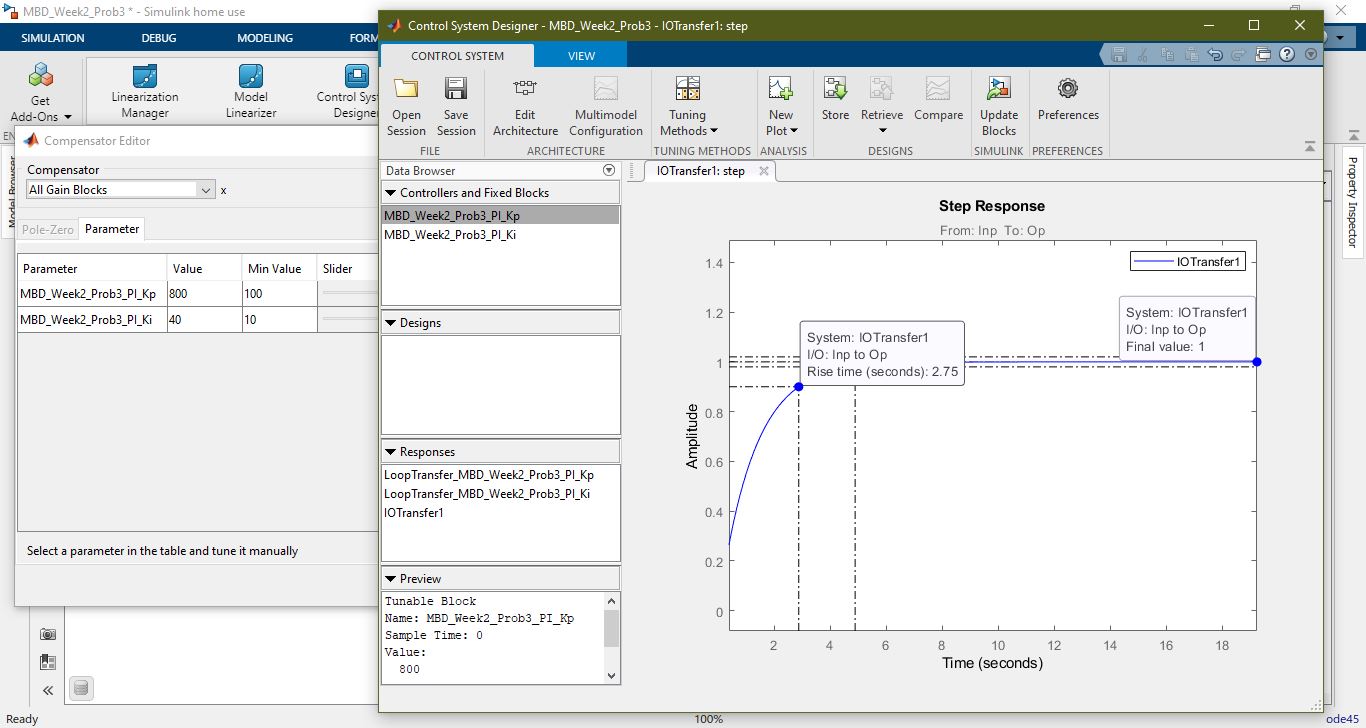 MBD_Week2_Prob3 * - Simulink home use
SIMULATION
DEBUG
MODELING
FORM
Get
Add-Ons
Linearization
Manager
Model
Linearizer
Control Sys
Designer
EN
Compensator Editor
Compensator
All Gain Blocks
x
Pole-Zero
Parameter
Parameter
Value
Min Value
Slider
MBD_Week2_Prob3_PI_Kp
800
100
MBD_Week2_Prob3_PI_Ki
40
10
Select a parameter in the table and tune it manually
Control System Designer - MBD_Week2_Prob3 - IOTransfer1: step
CONTROL SYSTEM
VIEW
Open
Session
Save
Session
Edit
Architecture
Multimodel
Configuration
Tuning
Methods
New
Plot
Store
Retrieve
Compare
Update
Blocks
Preferences
FILE
ARCHITECTURE
TUNING METHODS
ANALYSIS
DESIGNS
SIMULINK
PREFERENCES
Data Browser
Controllers and Fixed Blocks
MBD_Week2_Prob3_PI_Kp
MBD_Week2_Prob3_PI_Ki
Designs
Responses
LoopTransfer_MBD_Week2_Prob3_PI_Kp
LoopTransfer_MBD_Week2_Prob3_PI_Ki
IOTransfer1
Preview
Tunable Block
Name: MBD_Week2_Prob3_PI_Kp
Sample Time: 0
Value:
800
IOTransfer1: step
Step Response
From: Inp To: Op
IOTransfer1
System: IOTransfer1
I/O: Inp to Op
Rise time (seconds): 2.75
System: IOTransfer1
I/O: Inp to Op
Final value: 1
Amplitude
1.4
1.2
1
0.8
0.6
0.4
0.2
0
2
4
6
8
10
12
14
16
18
Time (seconds)
Property Inspector
Ready
100%
ode45